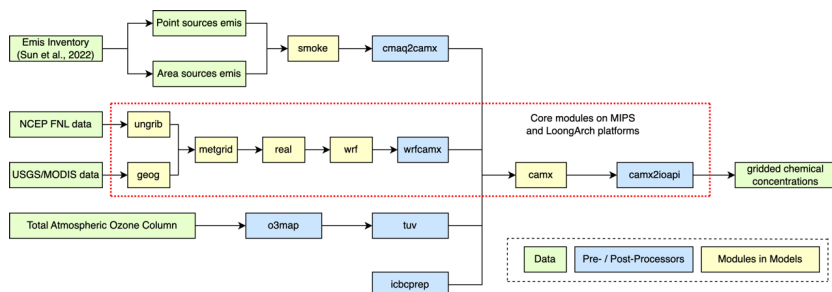 Point sources emis
Emis Inventory
(Sun et al., 2022)
smoke
cmaq2camx
Area sources emis
Core modules on MIPS
and LoongArch platforms
NCEP FNL data
ungrib
metgrid
real
wrf
wrfcamx
USGS/MODIS data
geog
camx
camx2ioapi
gridded chemical
concentrations
Total Atmospheric Ozone Column
o3map
tuv
Data
Pre- / Post-Processors
Modules in Models
icbcprep